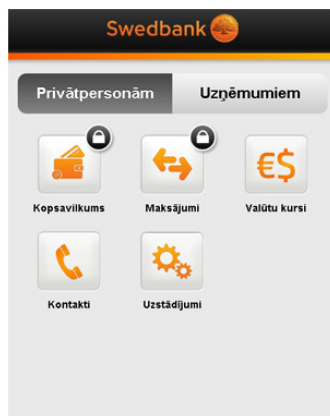 Swedbank
Privātpersonām Uzņēmumiem
€$
Kopsavilkums Maksājumi Valūtu kursi
Kontakti Uzstādījumi